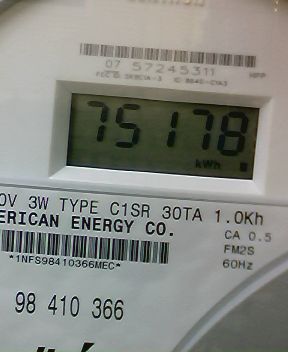 07 57245311
75178
kWh
0V 3W TYPE C1SR 30TA 1.0Kh
ERICAN ENERGY CO.
CA 0.5
FM2S
60Hz
*1NFS98410366MEC*
98 410 366